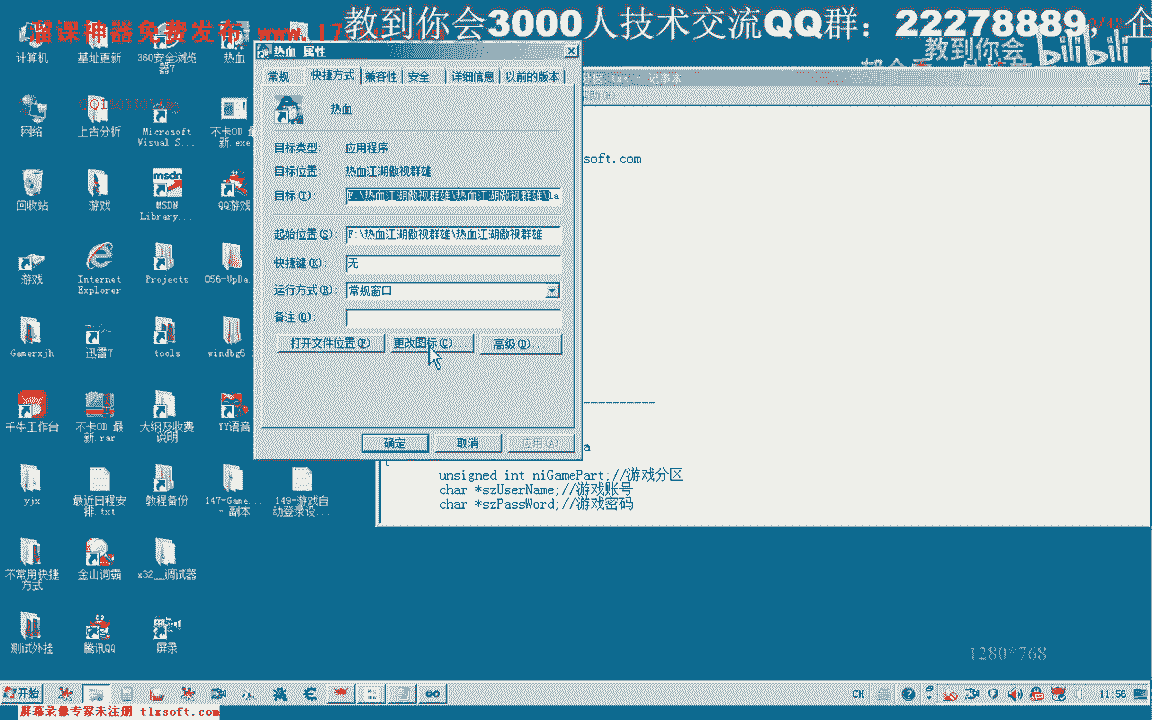 教到你会3000人技术交流QQ群：22278889，企
溜课神器免费发布 www.17
教到你会
bilibili
计算机
基址更新
360安全浏览器7
热血
网络
上古分析
Microsoft Visual S...
不卡OD 最新.exe
回收站
游戏
MSDN Library...
QQ游戏
游戏
Internet Explorer
Projects
056-UpDa..
Gamerxjh
迅雷7
tools
windbg6
千牛工作台
不卡OD 最新.rar
大纲及收费说明
YY语音
yjx
最近日程安排.txt
教程备份
147-Game... 副本
149-游戏自动登录设...
不常用快捷方式
金山词霸
x32__调试器
测试外挂
腾讯QQ
屏录
热血 属性
常规
快捷方式
兼容性
安全
详细信息
以前的版本
热血
目标类型:
应用程序
目标位置:
热血江湖傲视群雄
目标(T):
F:\热血江湖傲视群雄\热血江湖傲视群雄\la
起始位置(S):
F:\热血江湖傲视群雄\热血江湖傲视群雄
快捷键(K):
无
运行方式(R):
常规窗口
备注(O):
打开文件位置(F)
更改图标(C)
高级(D)...
确定
取消
应用(A)
soft.com
-----------
a
{
unsigned int niGamePart;//游戏分区
char *szUserName;//游戏账号
char *szPassWord;//游戏密码
1280*768
开始
CH
11:56
屏幕录像专家未注册 tlxsoft.com